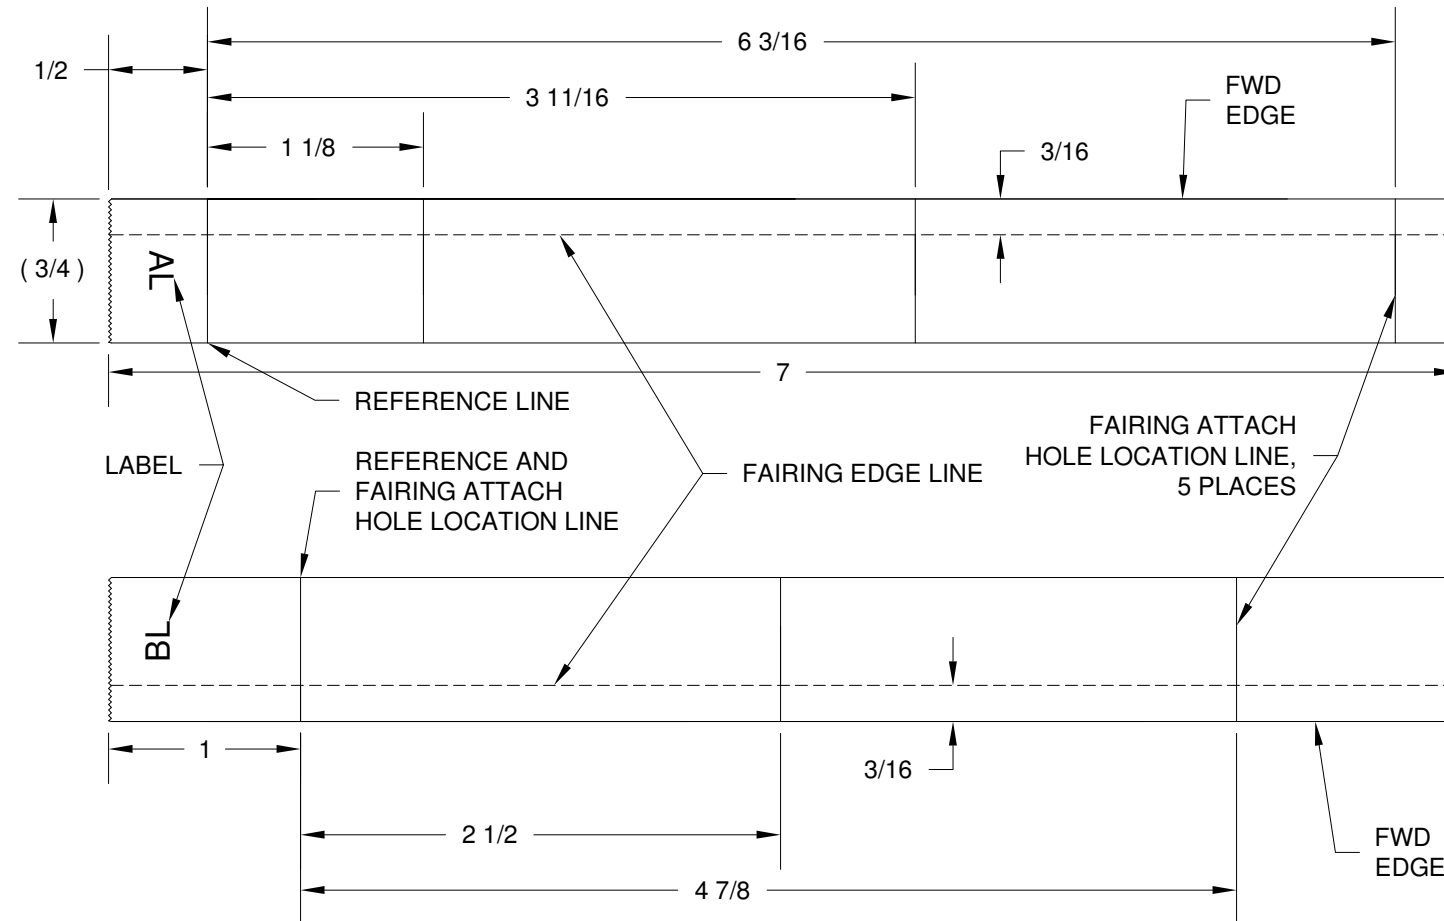 6 3/16
1/2
3 11/16
FWD
EDGE
1 1/8
3/16
( 3/4 )
AL
7
REFERENCE LINE
LABEL
REFERENCE AND
FAIRING ATTACH
HOLE LOCATION LINE
FAIRING EDGE LINE
FAIRING ATTACH
HOLE LOCATION LINE,
5 PLACES
BL
1
3/16
2 1/2
FWD
EDGE
4 7/8